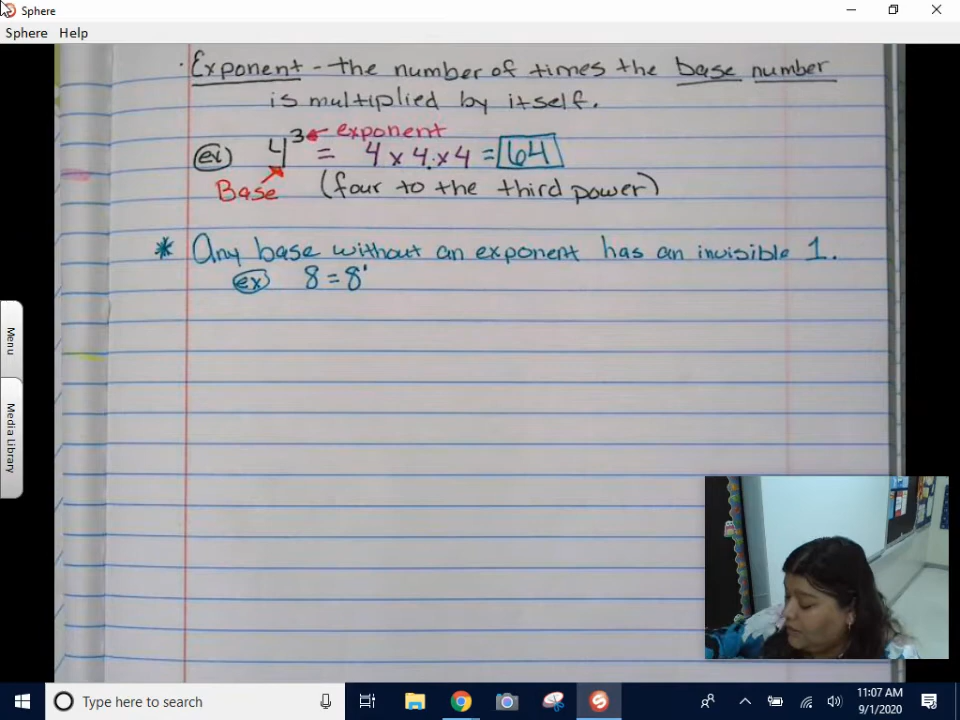 Sphere
Sphere Help
· Exponent - the number of times the base number
is multiplied by itself.
ex) 4³ ← exponent = 4 x 4 x 4 = 64
Base (four to the third power)
* Any base without an exponent has an invisible 1.
ex 8 = 8¹
Menu
Media Library
Type here to search
11:07 AM
9/1/2020